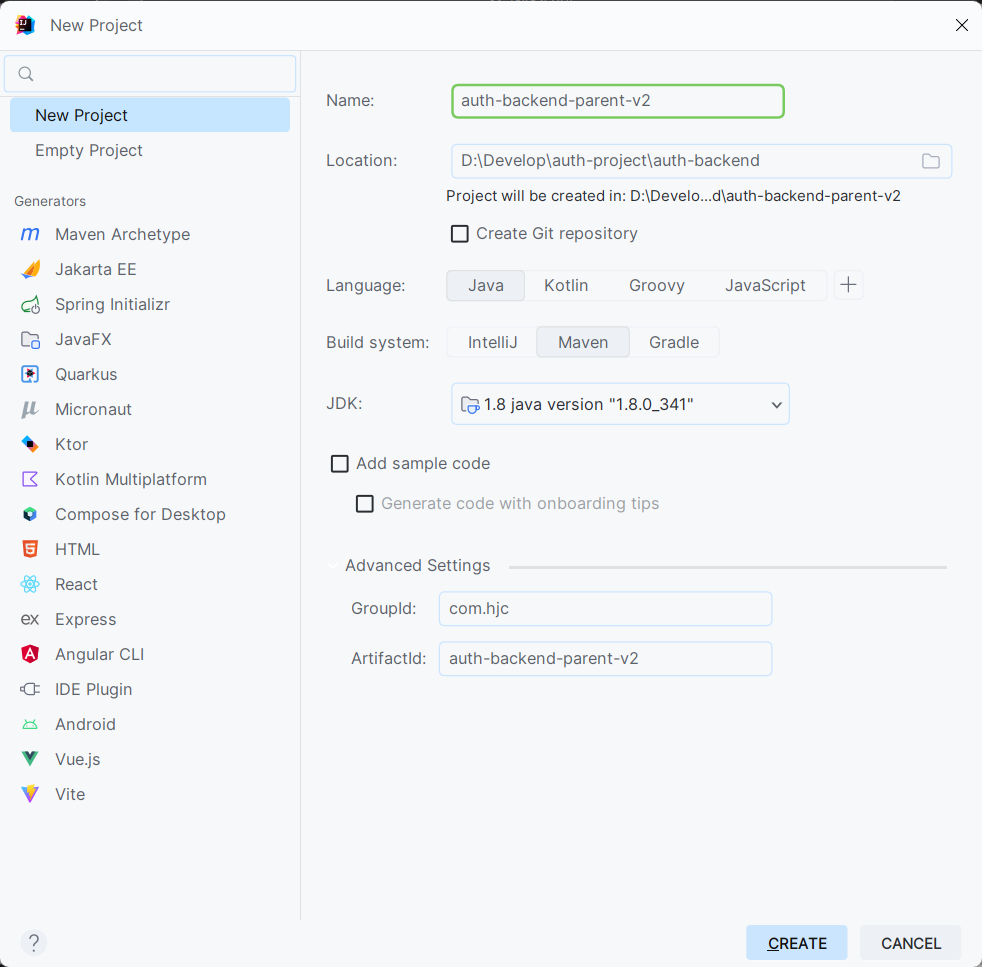 New Project
New Project
Empty Project
Generators
Maven Archetype
Jakarta EE
Spring Initializr
JavaFX
Quarkus
Micronaut
Ktor
Kotlin Multiplatform
Compose for Desktop
HTML
React
Express
Angular CLI
IDE Plugin
Android
Vue.js
Vite
Name: auth-backend-parent-v2
Location: D:\Develop\auth-project\auth-backend
Project will be created in: D:\Develo...d\auth-backend-parent-v2
Create Git repository
Language: Java Kotlin Groovy JavaScript +
Build system: IntelliJ Maven Gradle
JDK: 1.8 java version "1.8.0_341"
Add sample code
Generate code with onboarding tips
Advanced Settings
GroupId: com.hjc
ArtifactId: auth-backend-parent-v2
? CREATE CANCEL